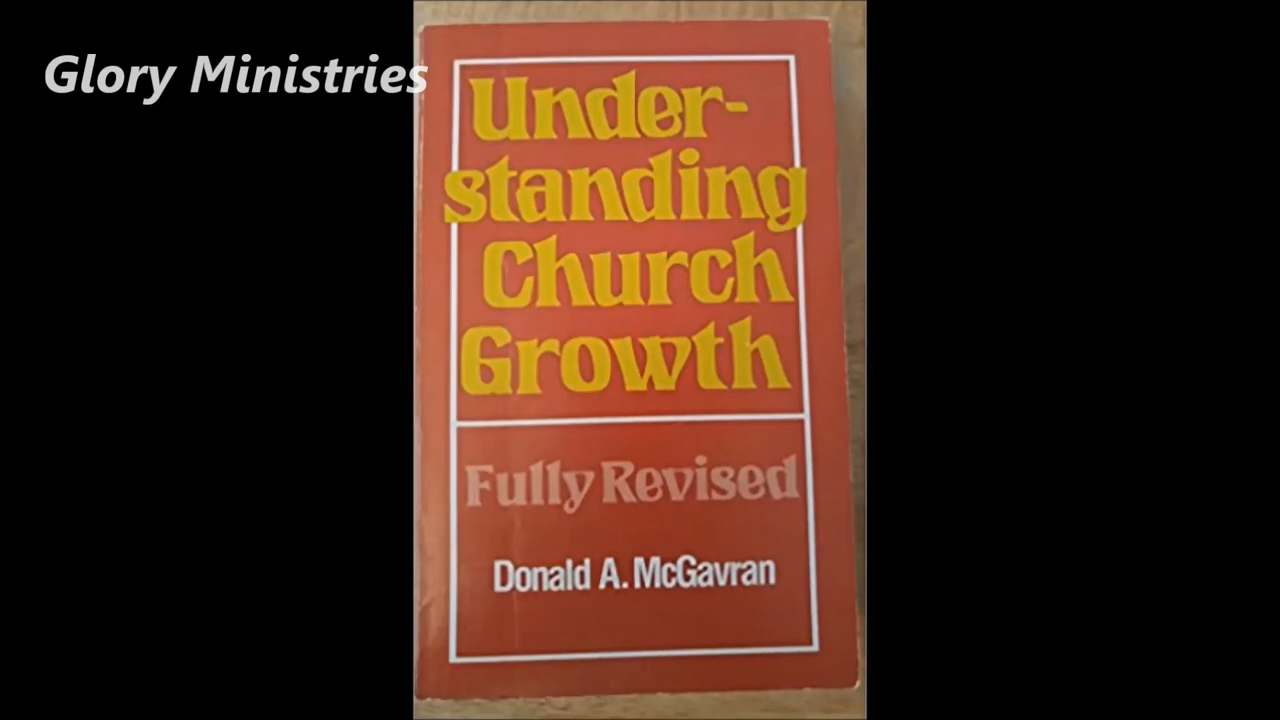 Glory Ministries
Under-
standing
Church
Growth
Fully Revised
Donald A. McGavran